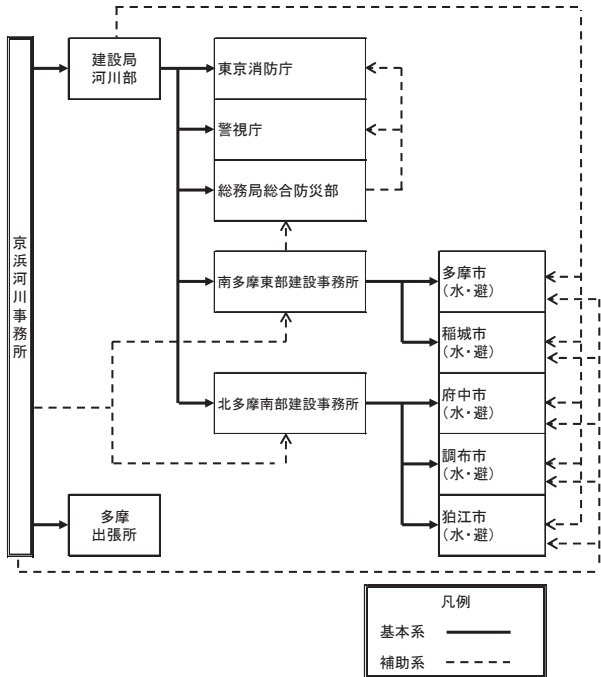 京浜河川事務所
建設局
河川部
東京消防庁
警視庁
総務局総合防災部
南多摩東部建設事務所
多摩市
(水・避)
稲城市
(水・避)
北多摩南部建設事務所
府中市
(水・避)
調布市
(水・避)
狛江市
(水・避)
多摩
出張所
凡例
基本系
補助系